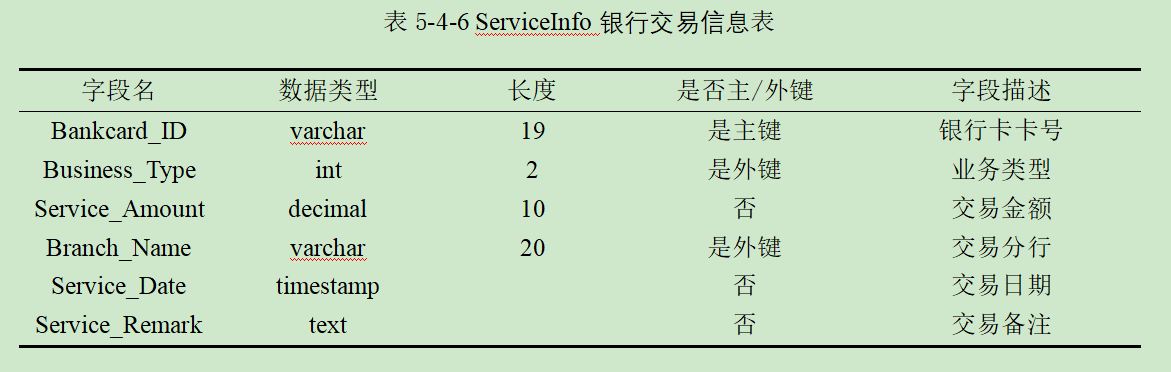 表 5-4-6 ServiceInfo 银行交易信息表
字段名 数据类型 长度 是否主/外键 字段描述
Bankcard_ID varchar 19 是主键 银行卡卡号
Business_Type int 2 是外键 业务类型
Service_Amount decimal 10 否 交易金额
Branch_Name varchar 20 是外键 交易分行
Service_Date timestamp 否 交易日期
Service_Remark text 否 交易备注